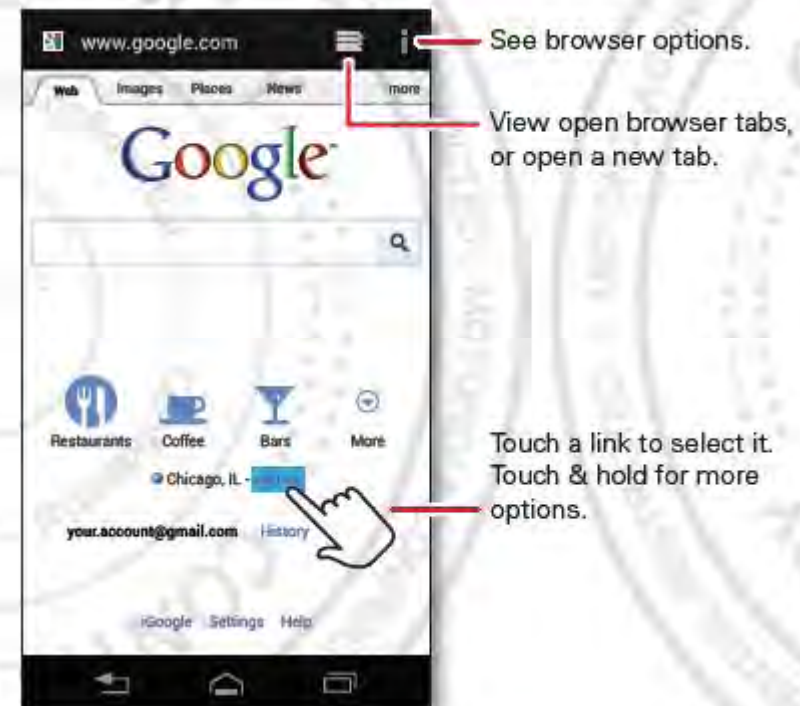 www.google.com
See browser options.
Web Images Places News more
View open browser tabs,
or open a new tab.
Google
Restaurants Coffee Bars More
Chicago, IL -
Touch a link to select it.
Touch & hold for more
options.
your.account@gmail.com History
iGoogle Settings Help